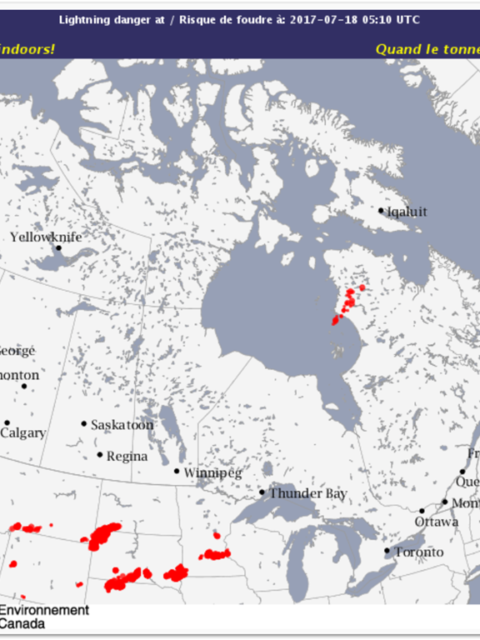 Lightning danger at / Risque de foudre à: 2017-07-18 05:10 UTC
indoors! Quand le tonne
Iqaluit
Yellowknife
George
monton
Calgary
Saskatoon
Regina
Winnipeg
Thunder Bay
Fr
Que
Mon
Ottawa
Toronto
Environnement
Canada